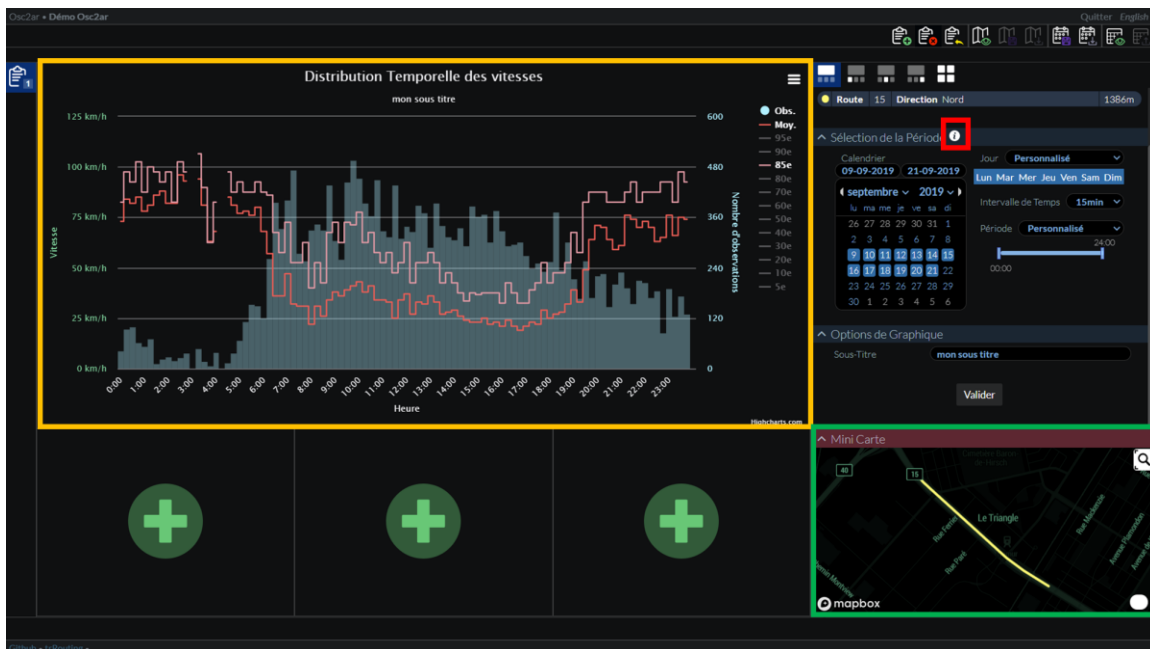 Osc2ar • Démo Osc2ar
Quitter English
1
Distribution Temporelle des vitesses
mon sous titre
125 km/h
100 km/h
75 km/h
50 km/h
25 km/h
0 km/h
Vitesse
600
480
360
240
120
0
Nombre d'observations
0:00 1:00 2:00 3:00 4:00 5:00 6:00 7:00 8:00 9:00 10:00 11:00 12:00 13:00 14:00 15:00 16:00 17:00 18:00 19:00 20:00 21:00 22:00 23:00
Heure
Obs.
Moy.
95e
90e
85e
80e
70e
60e
50e
40e
30e
20e
10e
5e
Highcharts.com
Route 15 Direction Nord 1386m
Sélection de la Période
Calendrier
09-09-2019 21-09-2019
septembre 2019
lu ma me je ve sa di
26 27 28 29 30 31 1
2 3 4 5 6 7 8
9 10 11 12 13 14 15
16 17 18 19 20 21 22
23 24 25 26 27 28 29
30 1 2 3 4 5 6
Jour Personnalisé
Lun Mar Mer Jeu Ven Sam Dim
Intervalle de Temps 15min
Période Personnalisé
24:00
00:00
Options de Graphique
Sous-Titre mon sous titre
Valider
Mini Carte
40
15
Le Triangle
Rue Ferrier
Rue Paré
Rue Mackenzie
Avenue Plamondon
mapbox